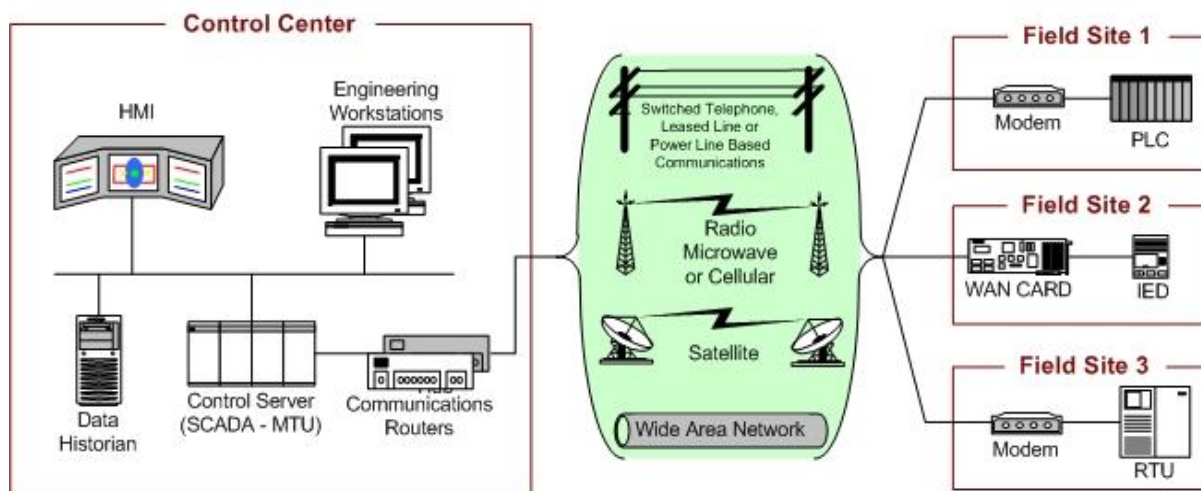 Control Center
HMI
Engineering
Workstations
Data
Historian
Control Server
(SCADA - MTU)
Communications
Routers
Switched Telephone,
Leased Line or
Power Line Based
Communications
Radio
Microwave
or Cellular
Satellite
Wide Area Network
Field Site 1
Modem
PLC
Field Site 2
WAN CARD
IED
Field Site 3
Modem
RTU